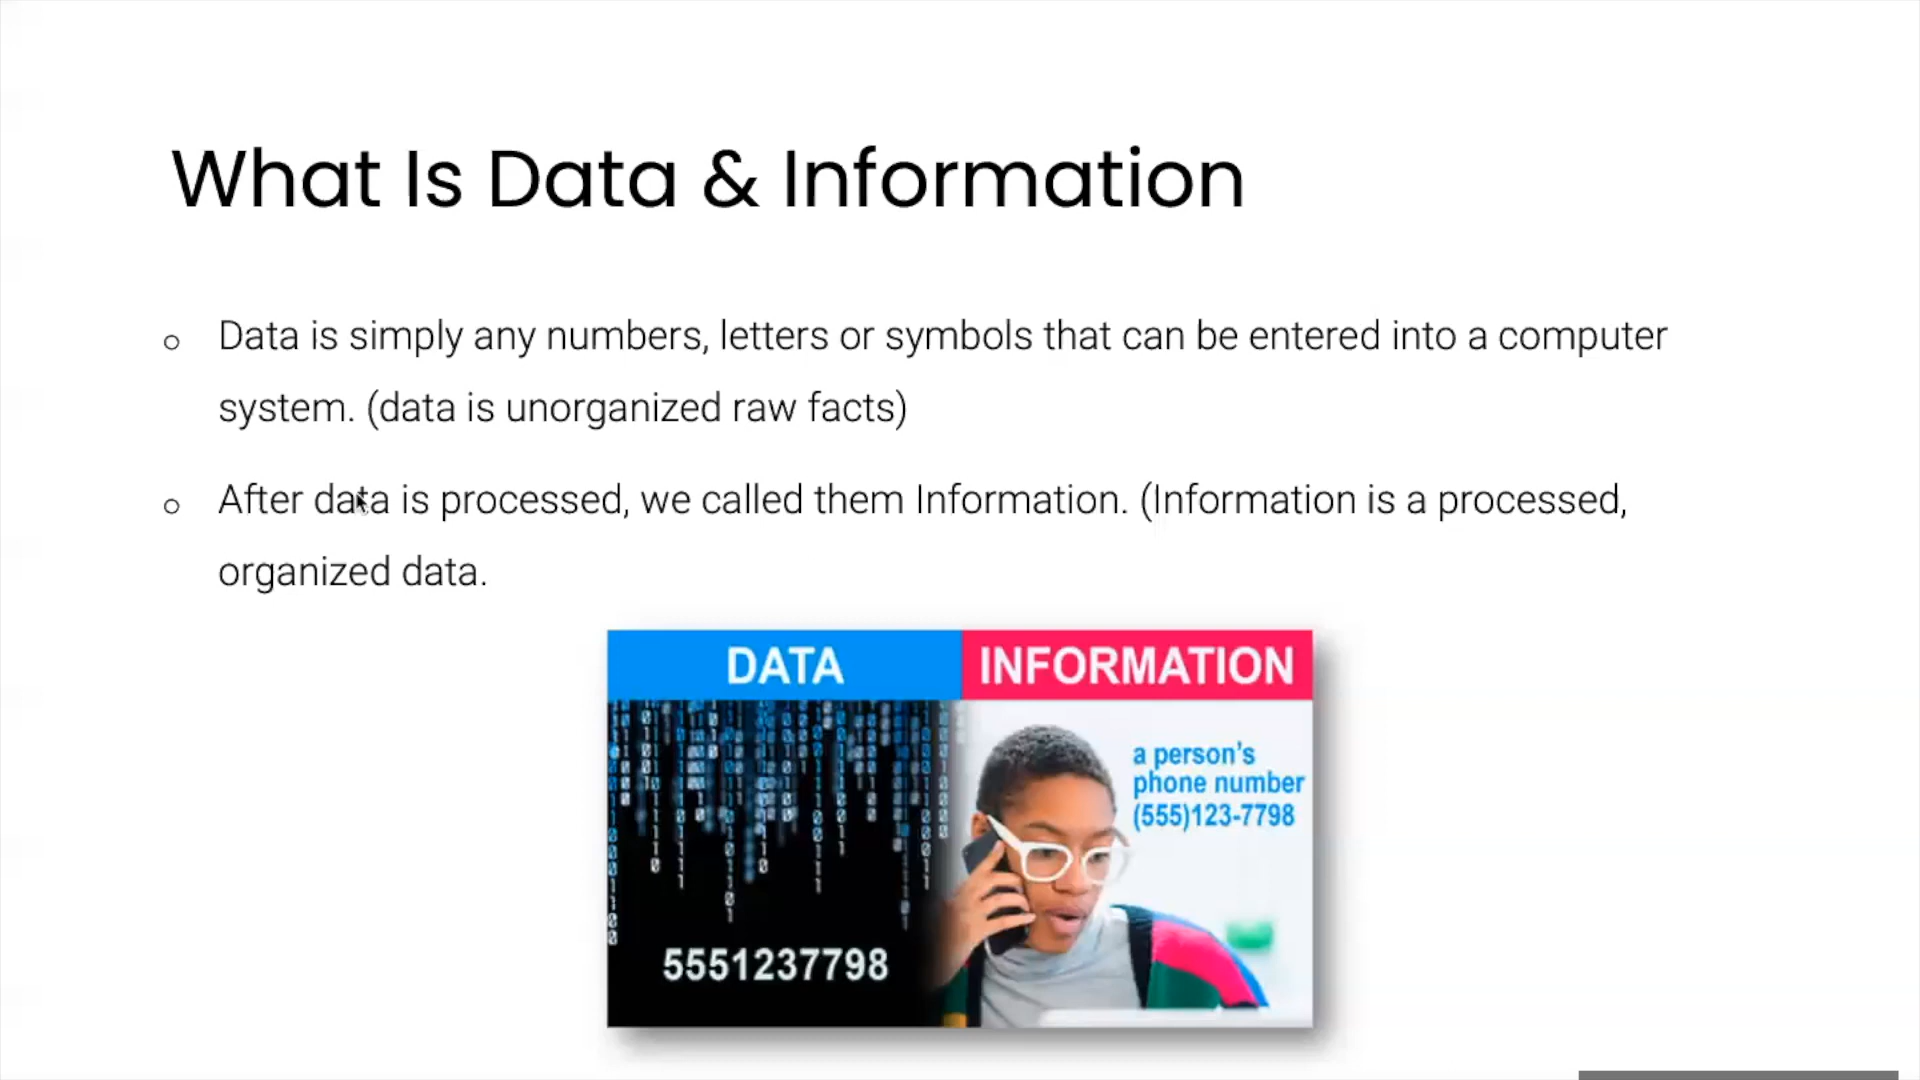 What Is Data & Information
Data is simply any numbers, letters or symbols that can be entered into a computer
system. (data is unorganized raw facts)
After data is processed, we called them Information. (Information is a processed,
organized data.
DATA
INFORMATION
a person's
phone number
(555)123-7798
5551237798